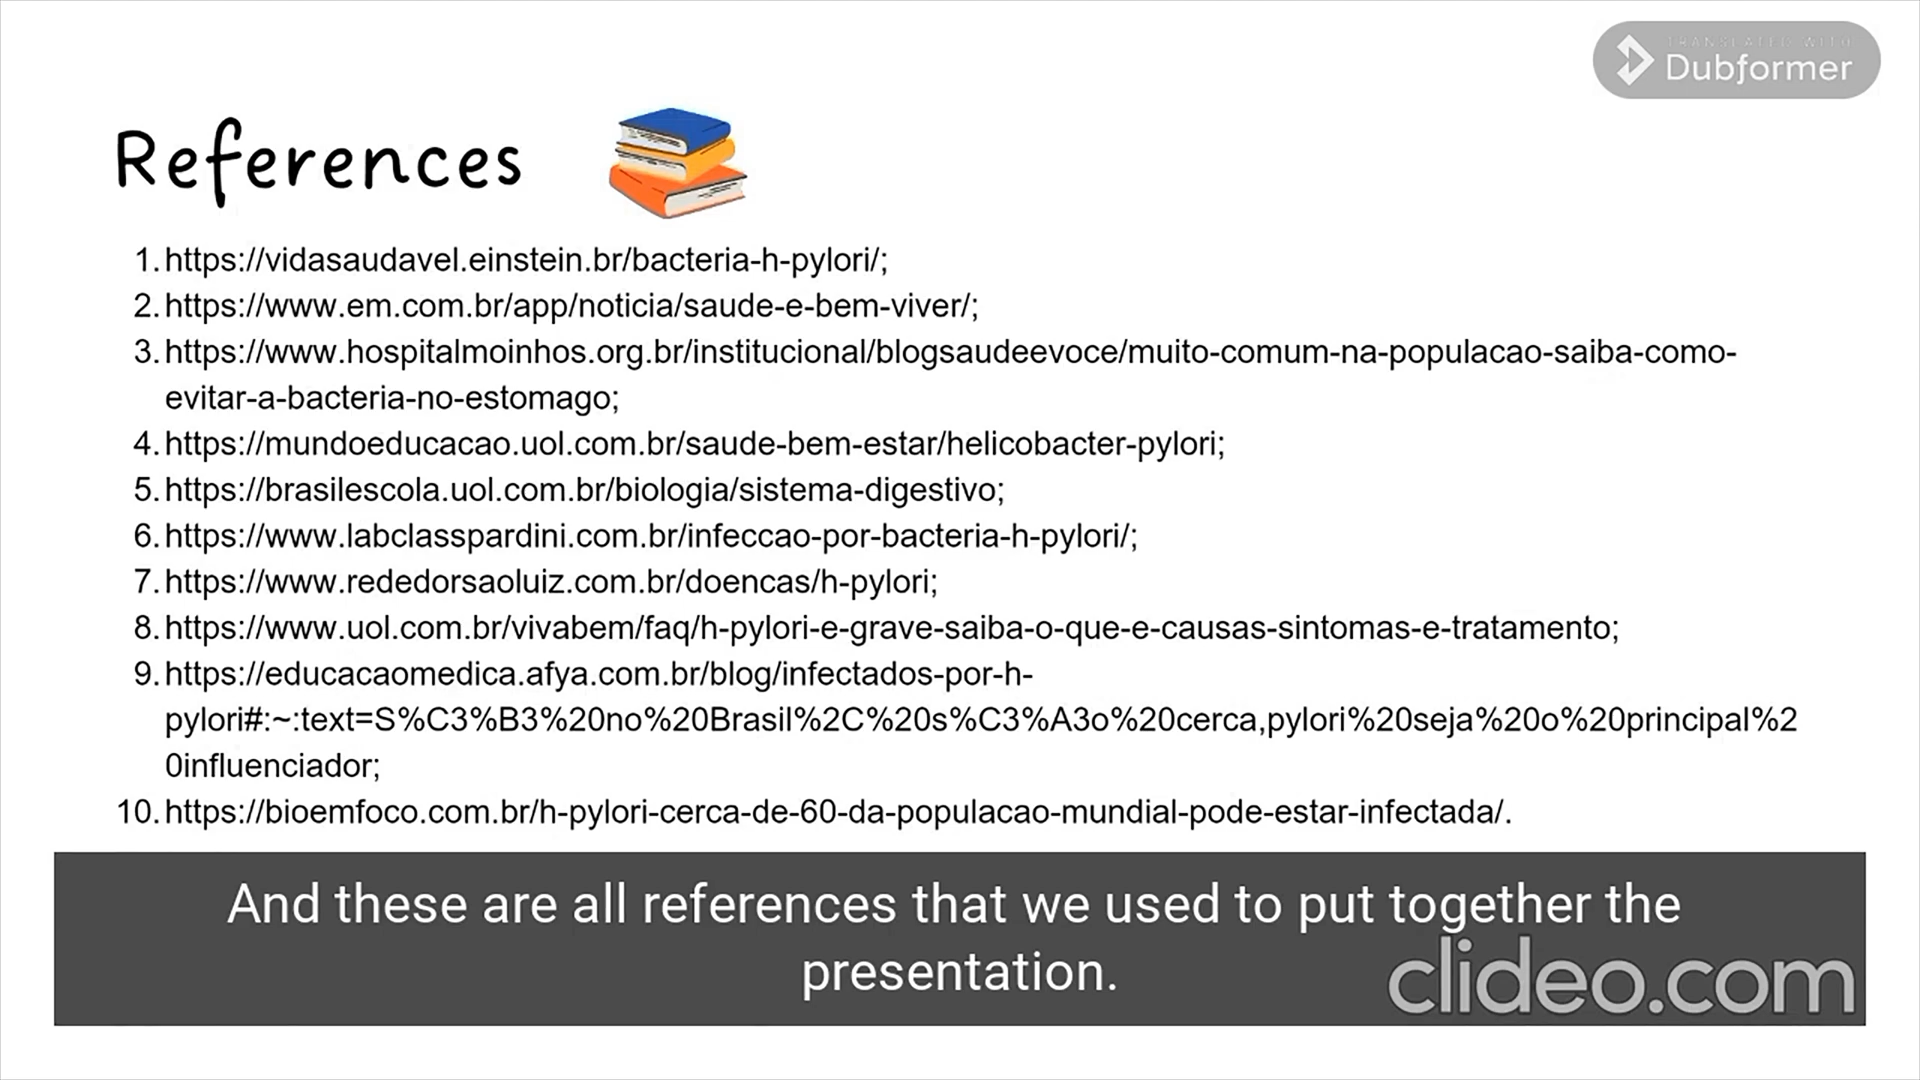 TRANSLATED WITH
Dubformer
References
1. https://vidasaudavel.einstein.br/bacteria-h-pylori/;
2. https://www.em.com.br/app/noticia/saude-e-bem-viver/;
3. https://www.hospitalmoinhos.org.br/institucional/blogsaudeevoce/muito-comum-na-populacao-saiba-como-
evitar-a-bacteria-no-estomago;
4. https://mundoeducacao.uol.com.br/saude-bem-estar/helicobacter-pylori;
5. https://brasilescola.uol.com.br/biologia/sistema-digestivo;
6. https://www.labclasspardini.com.br/infeccao-por-bacteria-h-pylori/;
7. https://www.rededorsaoluiz.com.br/doencas/h-pylori;
8. https://www.uol.com.br/vivabem/faq/h-pylori-e-grave-saiba-o-que-e-causas-sintomas-e-tratamento;
9. https://educacaomedica.afya.com.br/blog/infectados-por-h-
pylori#:~:text=S%C3%B3%20no%20Brasil%2C%20s%C3%A3o%20cerca,pylori%20seja%20o%20principal%2
0influenciador;
10. https://bioemfoco.com.br/h-pylori-cerca-de-60-da-populacao-mundial-pode-estar-infectada/.
And these are all references that we used to put together the
presentation.
clideo.com